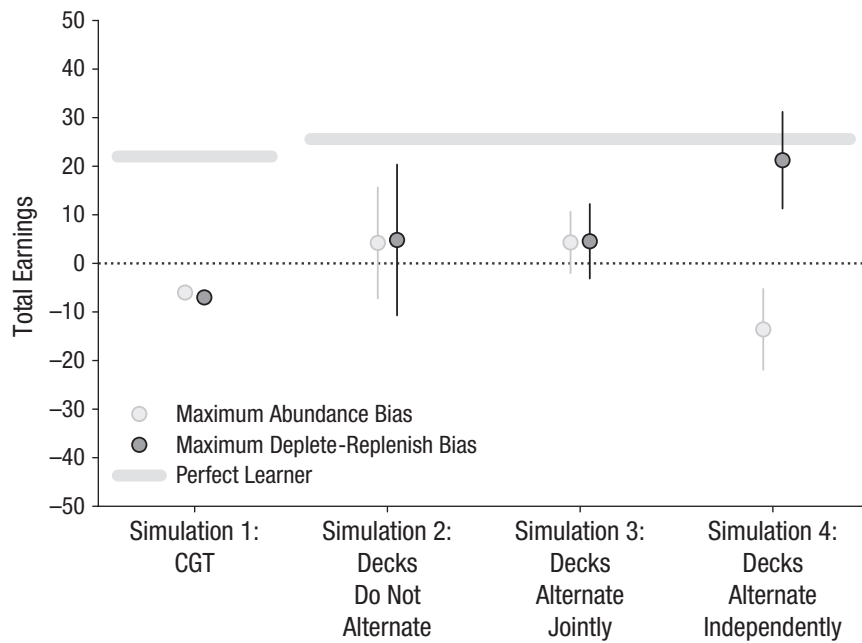 50
40
30
20
10
0
–10
–20
–30
–40
–50
Total Earnings
Maximum Abundance Bias
Maximum Deplete-Replenish Bias
Perfect Learner
Simulation 1:
CGT
Simulation 2:
Decks
Do Not
Alternate
Simulation 3:
Decks
Alternate
Jointly
Simulation 4:
Decks
Alternate
Independently